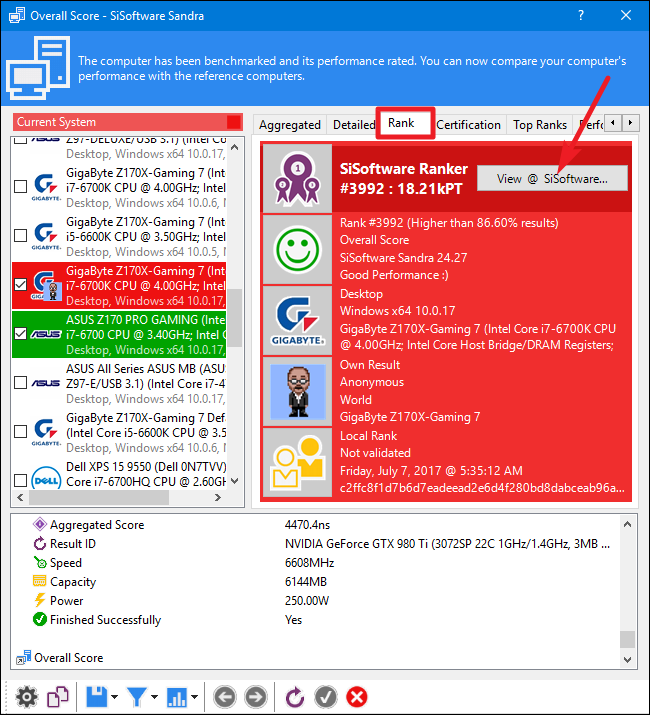 Overall Score - SiSoftware Sandra
The computer has been benchmarked and its performance rated. You can now compare your computer's
performance with the reference computers.
Current System
Z97-DELUXE/USB 3.1) (Intel Core
Desktop, Windows x64 10.0.17,
GigaByte Z170X-Gaming 7 (Int
i7-6700K CPU @ 4.00GHz; Intel
Desktop, Windows x64 10.0.6,
GigaByte Z170X-Gaming 7 (Int
i5-6600K CPU @ 3.50GHz; Intel
Desktop, Windows x64 10.0.5,
GigaByte Z170X-Gaming 7 (Int
i7-6700K CPU @ 4.00GHz; Intel
Desktop, Windows x64 10.0.17,
ASUS Z170 PRO GAMING (Inte
i7-6700 CPU @ 3.40GHz; Intel
Desktop, Windows x64 10.0.17,
ASUS All Series ASUS MB (ASUS
Z97-E/USB 3.1) (Intel Core i7-4
Desktop, Windows x64 10.0.17,
GigaByte Z170X-Gaming 7 Def
(Intel Core i5-6600K CPU @ 3.5
Desktop, Windows x64 10.0.6,
Dell XPS 15 9550 (Dell 0N7TVV)
Core i7-6700HQ CPU @ 2.60GH
Aggregated
Detailed
Rank
Certification
Top Ranks
Perfo
SiSoftware Ranker
#3992 : 18.21kPT
View @ SiSoftware...
Rank #3992 (Higher than 86.60% results)
Overall Score
SiSoftware Sandra 24.27
Good Performance :)
GIGABYTE
Desktop
Windows x64 10.0.17
GigaByte Z170X-Gaming 7 (Intel Core i7-6700K CPU
@ 4.00GHz; Intel Core Host Bridge/DRAM Registers;
Own Result
Anonymous
World
GigaByte Z170X-Gaming 7
Local Rank
Not validated
Friday, July 7, 2017 @ 5:35:12 AM
c2ffc8f1d7b6d7eadeead2e6d4f280bd8dabceab96a...
Aggregated Score 4470.4ns
Result ID NVIDIA GeForce GTX 980 Ti (3072SP 22C 1GHz/1.4GHz, 3MB ...
Speed 6608MHz
Capacity 6144MB
Power 250.00W
Finished Successfully Yes
Overall Score